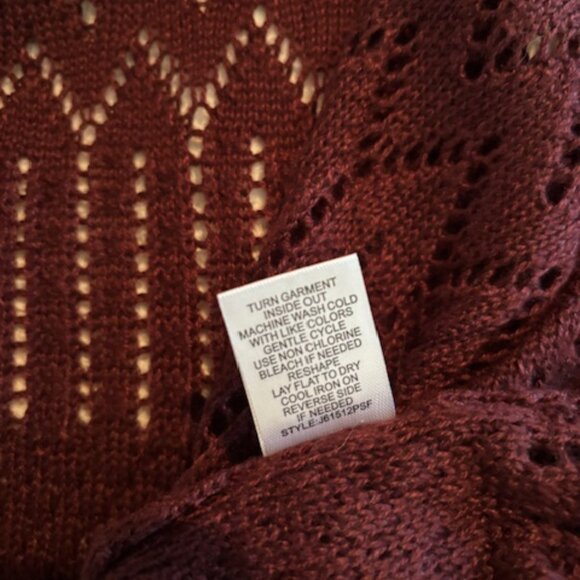 TURN GARMENT
INSIDE OUT
MACHINE WASH COLD
WITH LIKE COLORS
GENTLE CYCLE
USE NON CHLORINE
BLEACH IF NEEDED
RESHAPE
LAY FLAT TO DRY
COOL IRON ON
REVERSE SIDE
IF NEEDED
STYLE:J61512PSF